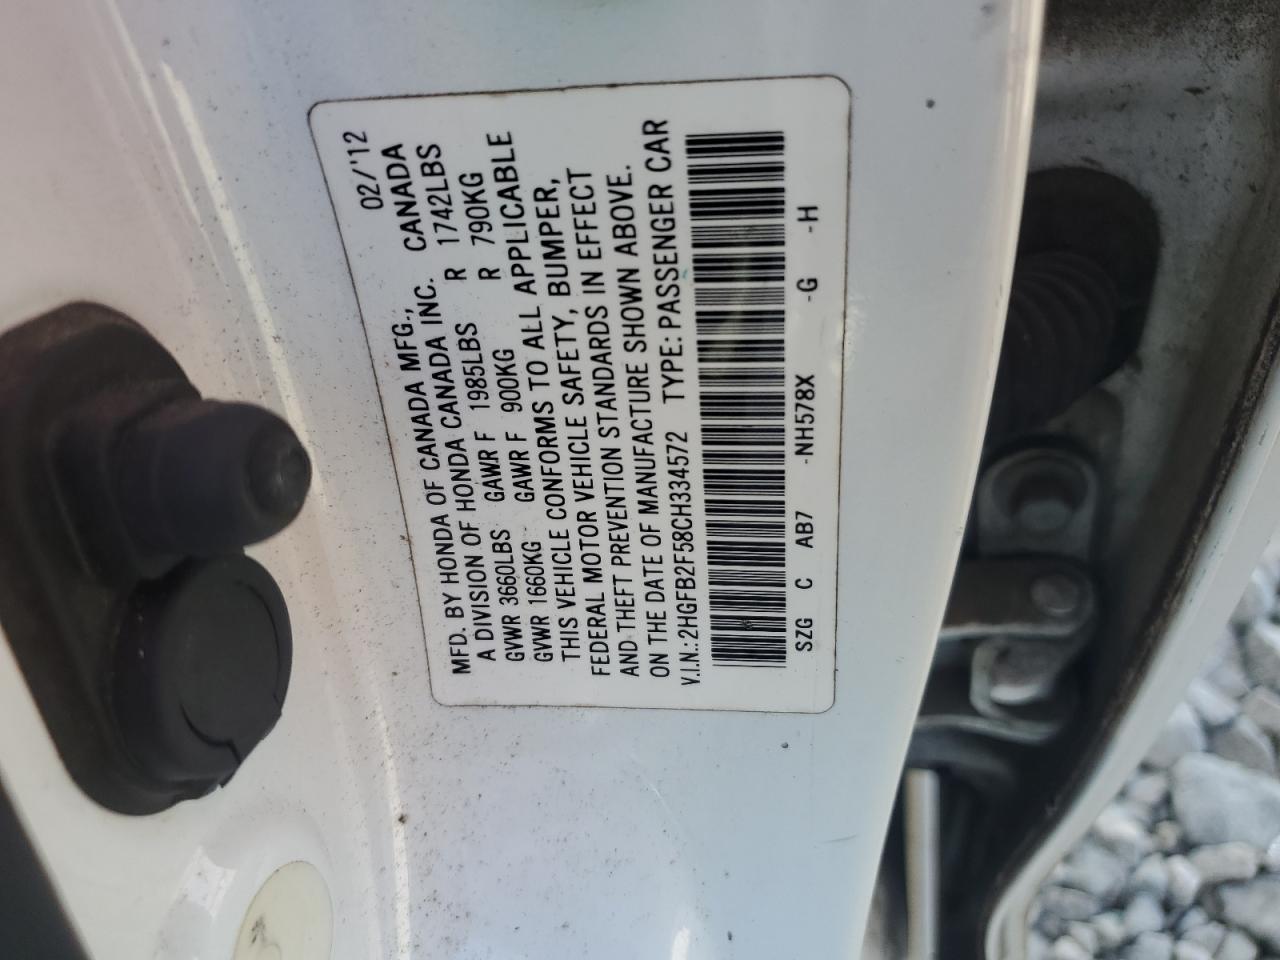 02/'12
MFD. BY HONDA OF CANADA MFG., CANADA
A DIVISION OF HONDA CANADA INC.
GVWR 3660LBS GAWR F 1985LBS R 1742LBS
GVWR 1660KG GAWR F 900KG R 790KG
THIS VEHICLE CONFORMS TO ALL APPLICABLE
FEDERAL MOTOR VEHICLE SAFETY, BUMPER,
AND THEFT PREVENTION STANDARDS IN EFFECT
ON THE DATE OF MANUFACTURE SHOWN ABOVE.
V.I.N.:2HGFB2F58CH334572 TYPE: PASSENGER CAR
SZG C AB7 -NH578X -G -H